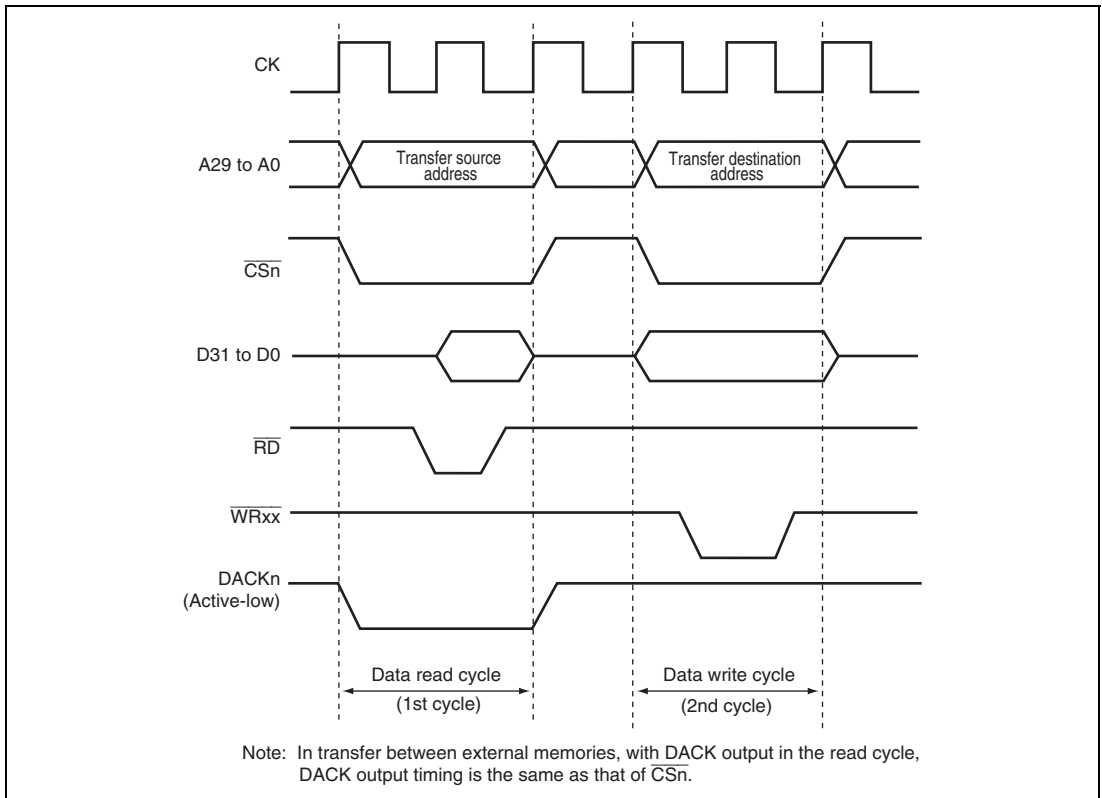 CK
A29 to A0
Transfer source
address
Transfer destination
address
CSn
D31 to D0
RD
WRxx
DACKn
(Active-low)
Data read cycle
(1st cycle)
Data write cycle
(2nd cycle)
Note: In transfer between external memories, with DACK output in the read cycle,
DACK output timing is the same as that of CSn.